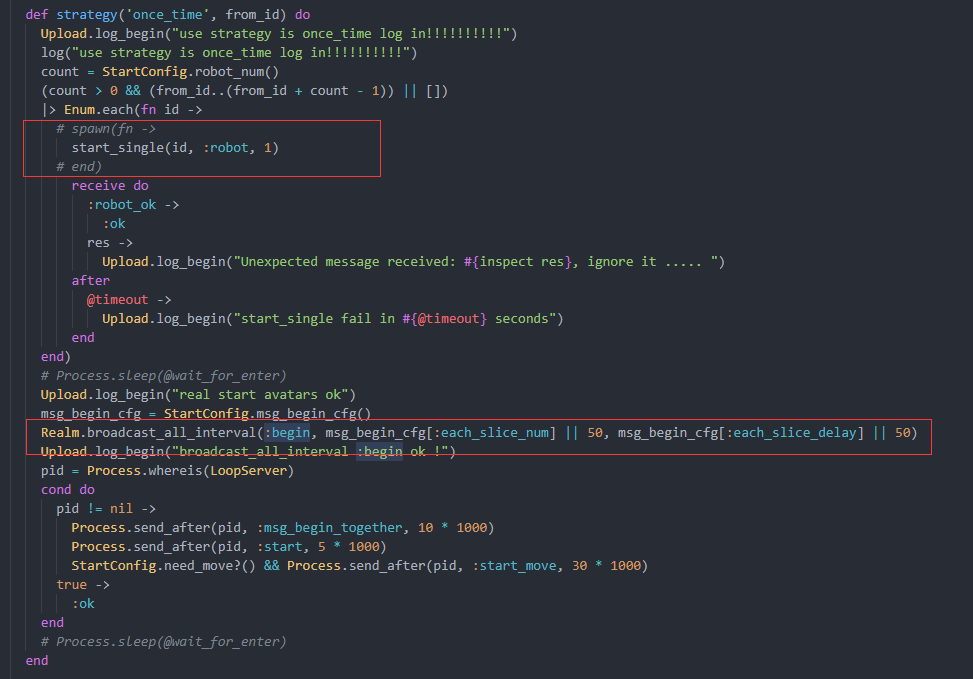 def strategy('once_time', from_id) do
Upload.log_begin("use strategy is once_time log in!!!!!!!!!!")
log("use strategy is once_time log in!!!!!!!!!!")
count = StartConfig.robot_num()
(count > 0 && (from_id..(from_id + count - 1)) || [])
|> Enum.each(fn id ->
# spawn(fn ->
start_single(id, :robot, 1)
# end)
receive do
:robot_ok ->
:ok
res ->
Upload.log_begin("Unexpected message received: #{inspect res}, ignore it ..... ")
after
@timeout ->
Upload.log_begin("start_single fail in #{@timeout} seconds")
end
end)
# Process.sleep(@wait_for_enter)
Upload.log_begin("real start avatars ok")
msg_begin_cfg = StartConfig.msg_begin_cfg()
Realm.broadcast_all_interval(:begin, msg_begin_cfg[:each_slice_num] || 50, msg_begin_cfg[:each_slice_delay] || 50)
Upload.log_begin("broadcast_all_interval :begin ok !")
pid = Process.whereis(LoopServer)
cond do
pid != nil ->
Process.send_after(pid, :msg_begin_together, 10 * 1000)
Process.send_after(pid, :start, 5 * 1000)
StartConfig.need_move?() && Process.send_after(pid, :start_move, 30 * 1000)
true ->
:ok
end
# Process.sleep(@wait_for_enter)
end